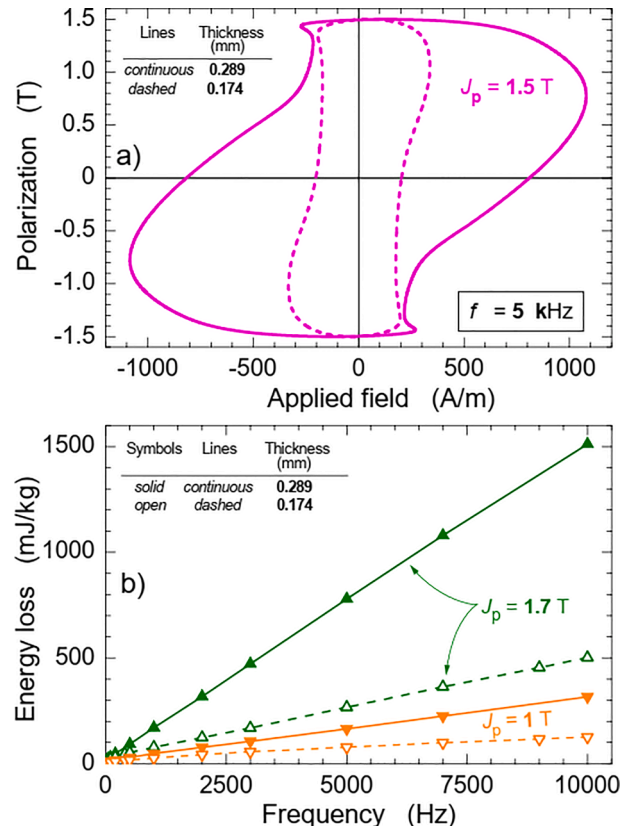 Lines Thickness
(mm)
continuous 0.289
dashed 0.174
Jp = 1.5 T
a)
f = 5 kHz
Polarization (T)
1.5
1.0
0.5
0
-0.5
-1.0
-1.5
-1000 -500 0 500 1000
Applied field (A/m)
Symbols Lines Thickness
(mm)
solid continuous 0.289
open dashed 0.174
b)
Jp = 1.7 T
Jp = 1 T
Energy loss (mJ/kg)
1500
1000
500
0
0 2500 5000 7500 10000
Frequency (Hz)